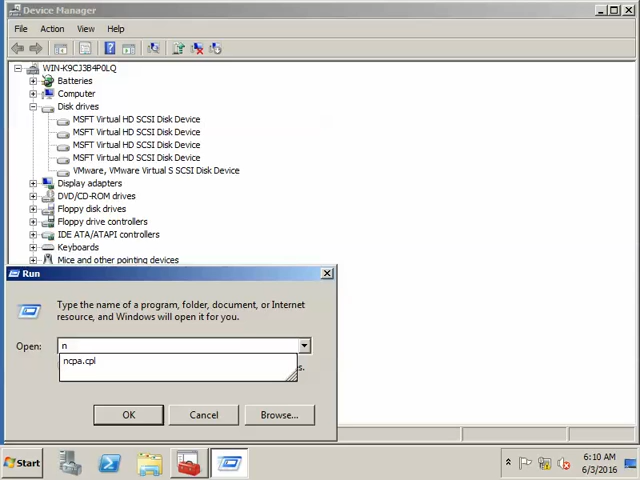 Device Manager
File Action View Help
WIN-K9CJ3B4P0LQ
Batteries
Computer
Disk drives
MSFT Virtual HD SCSI Disk Device
MSFT Virtual HD SCSI Disk Device
MSFT Virtual HD SCSI Disk Device
MSFT Virtual HD SCSI Disk Device
VMware, VMware Virtual S SCSI Disk Device
Display adapters
DVD/CD-ROM drives
Floppy disk drives
Floppy drive controllers
IDE ATA/ATAPI controllers
Keyboards
Mice and other pointing devices
Run
Type the name of a program, folder, document, or Internet
resource, and Windows will open it for you.
Open: n
ncpa.cpl
s.
OK Cancel Browse...
Start
6:10 AM
6/3/2016